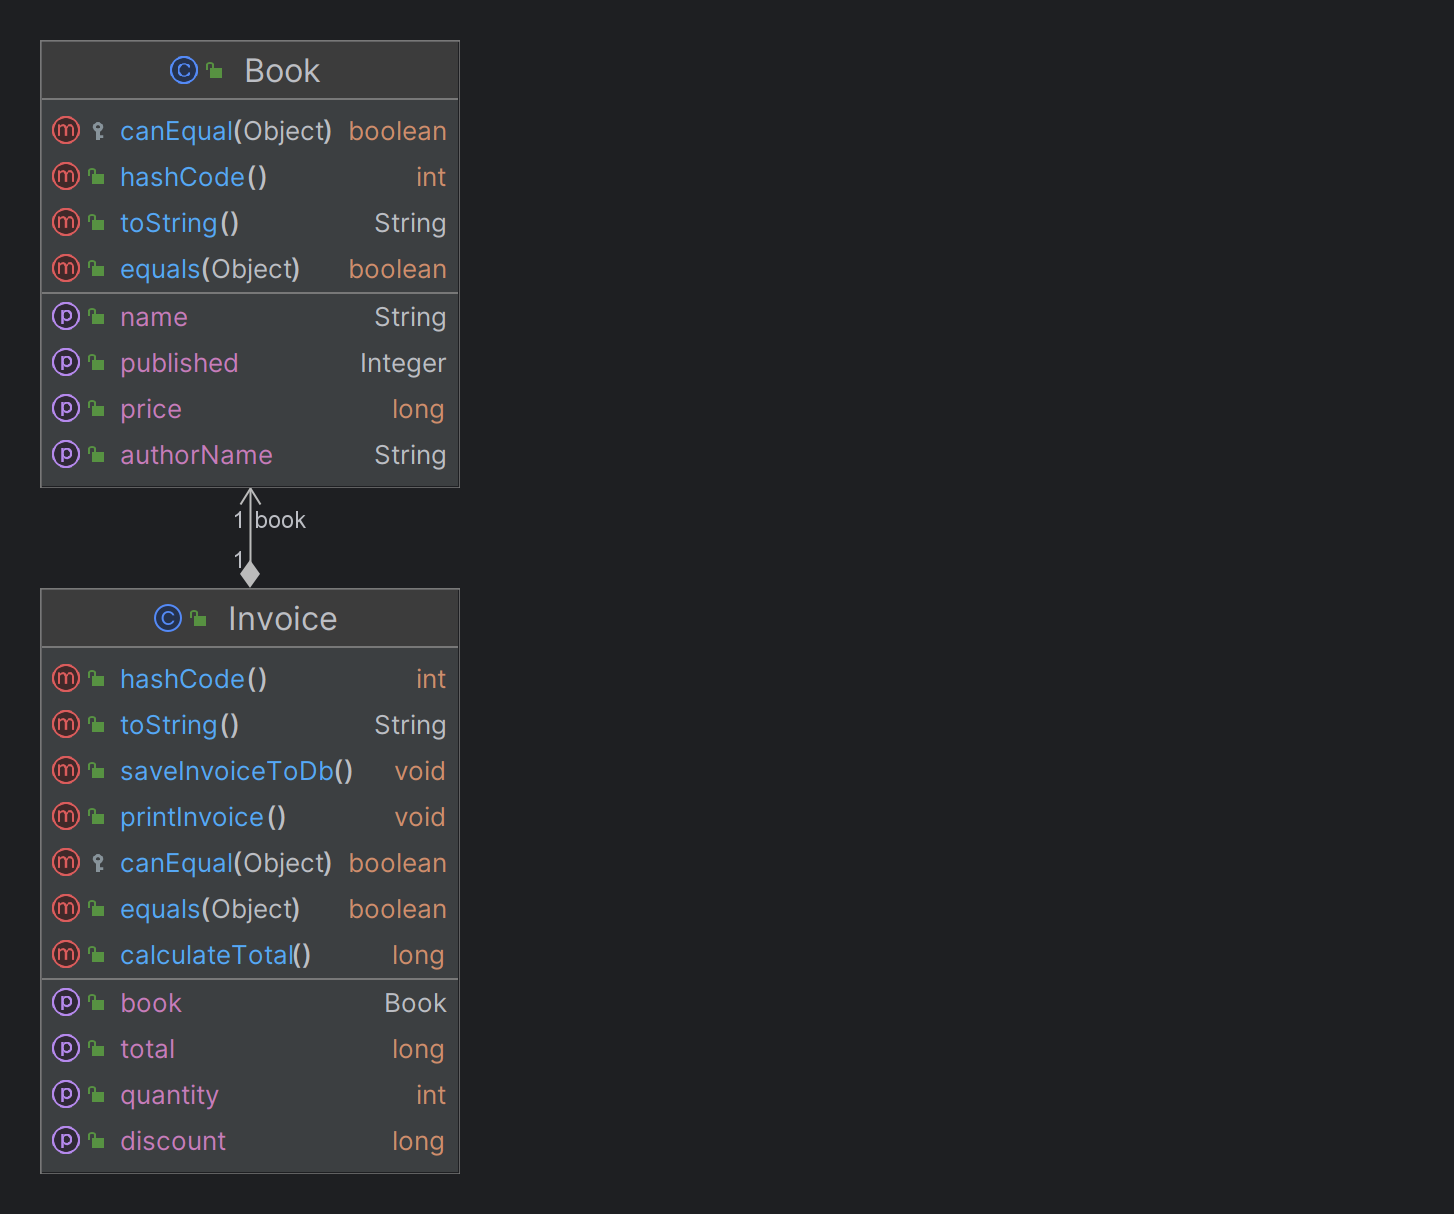 Book
canEqual(Object) boolean
hashCode() int
toString() String
equals(Object) boolean
name String
published Integer
price long
authorName String
1 book
1
Invoice
hashCode() int
toString() String
saveInvoiceToDb() void
printInvoice() void
canEqual(Object) boolean
equals(Object) boolean
calculateTotal() long
book Book
total long
quantity int
discount long